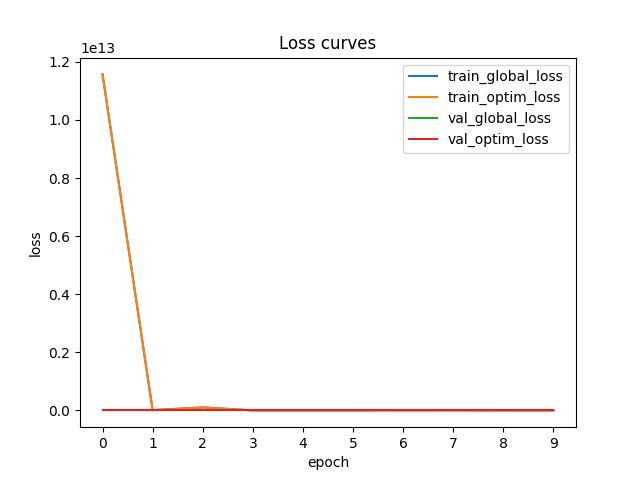 Loss curves
1e13
train_global_loss
train_optim_loss
val_global_loss
val_optim_loss
1.2
1.0
0.8
0.6
0.4
0.2
0.0
loss
0 1 2 3 4 5 6 7 8 9
epoch